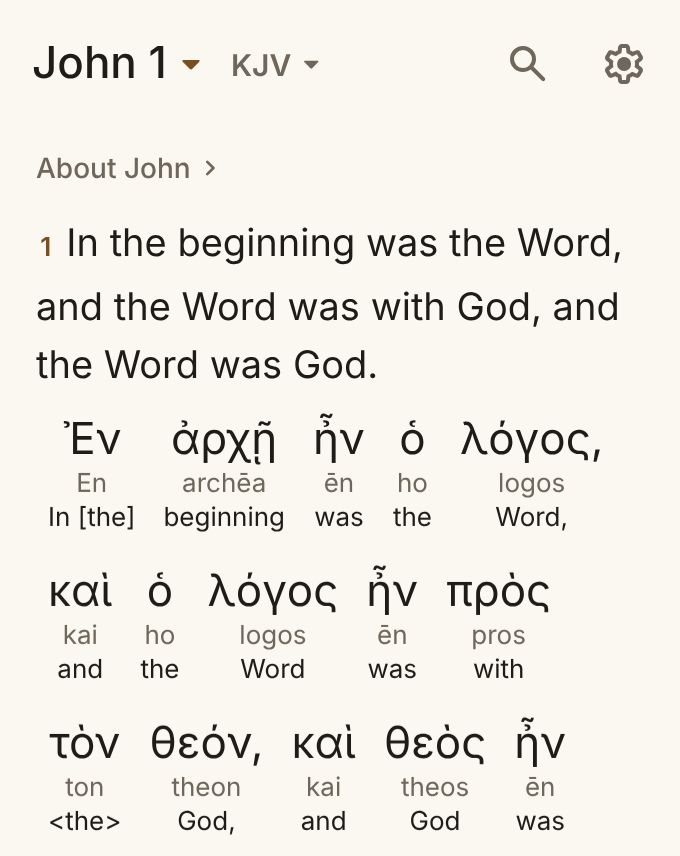 John 1 KJV
About John
1 In the beginning was the Word,
and the Word was with God, and
the Word was God.
Ἐν ἀρχῇ ἦν ὁ λόγος,
En archēa ēn ho logos
In [the] beginning was the Word,
καὶ ὁ λόγος ἦν πρὸς
kai ho logos ēn pros
and the Word was with
τὸν θεόν, καὶ θεὸς ἦν
ton theon kai theos ēn
<the> God, and God was